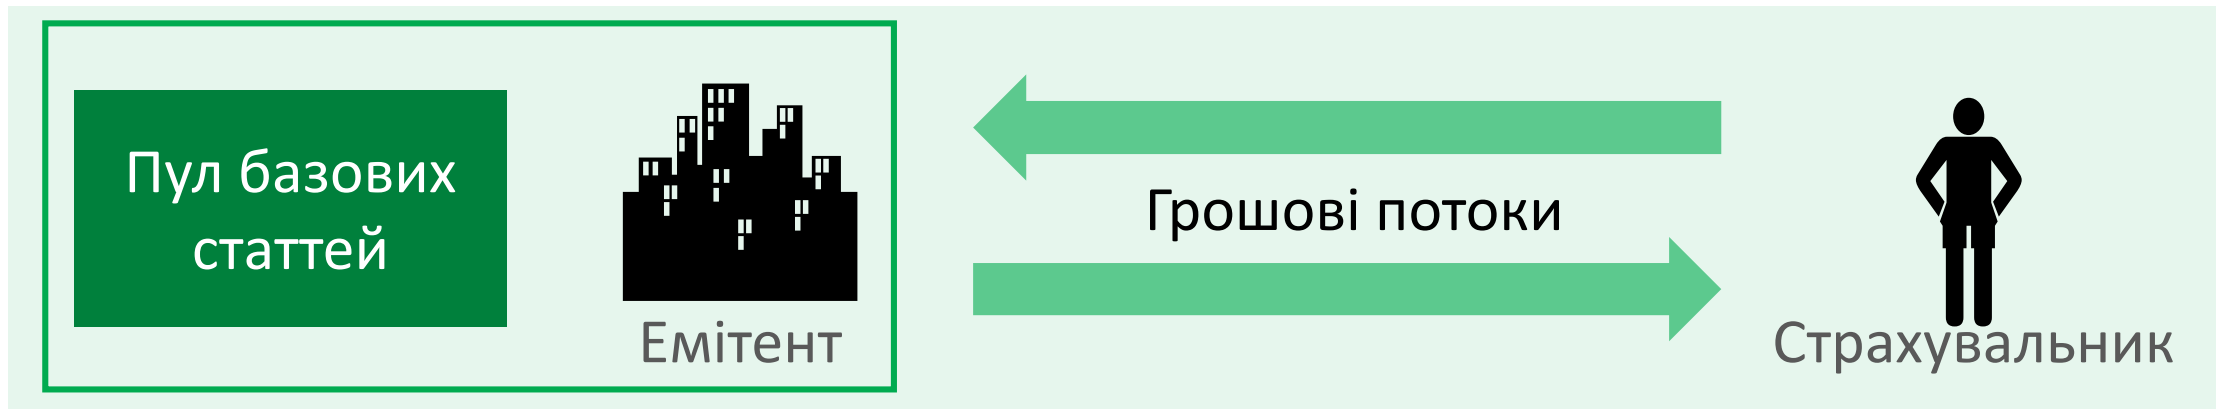 Пул базових
статтей
Емітент
Грошові потоки
Страхувальник